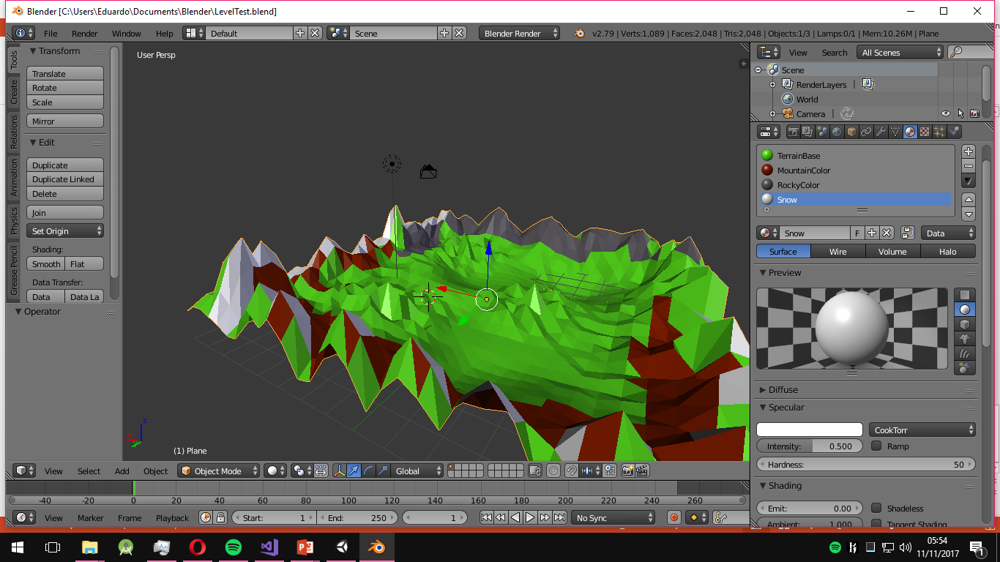 Blender [C:\Users\Eduardo\Documents\Blender\LevelTest.blend]
File Render Window Help Default Scene Blender Render v2.79 | Verts:1,089 | Faces:2,048 | Tris:2,048 | Objects:1/3 | Lamps:0/1 | Mem:10.26M | Plane
Tools
Create
Relations
Animation
Physics
Grease Pencil
Transform
Translate
Rotate
Scale
Mirror
Edit
Duplicate
Duplicate Linked
Delete
Join
Set Origin
Shading:
Smooth Flat
Data Transfer:
Data Data La
Operator
User Persp
Z
(1) Plane
View Select Add Object Object Mode Global
View Search All Scenes
Scene
RenderLayers
World
Camera
TerrainBase
MountainColor
RockyColor
Snow
Snow F Data
Surface Wire Volume Halo
Preview
Diffuse
Specular
CookTorr
Intensity: 0.500 Ramp
Hardness: 50
Shading
Emit: 0.00 Shadeless
Ambient: 1.000 Tangent Shading
-40 -20 0 20 40 60 80 100 120 140 160 180 200 220 240 260 280
View Marker Frame Playback Start: 1 End: 250 1 No Sync
05:54
11/11/2017
1